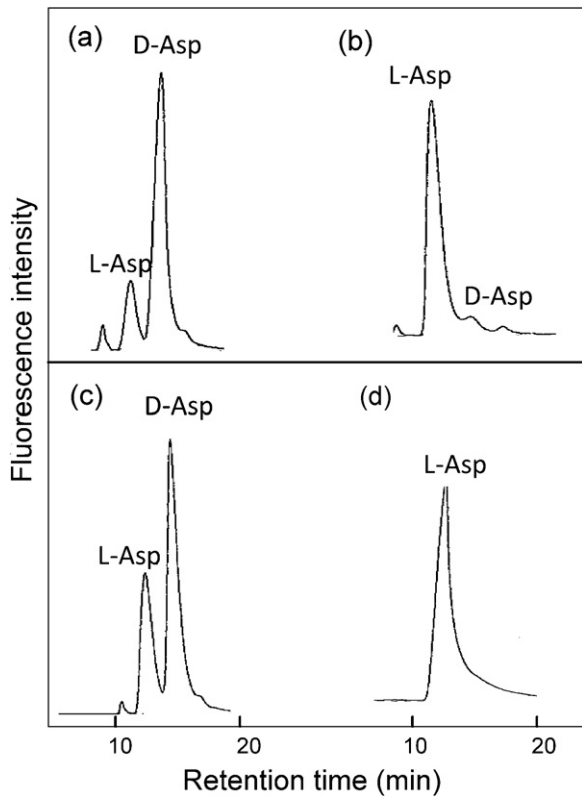 (a)
D-Asp
L-Asp
(b)
L-Asp
D-Asp
(c)
D-Asp
L-Asp
(d)
L-Asp
10
20
10
20
Fluorescence intensity
Retention time (min)